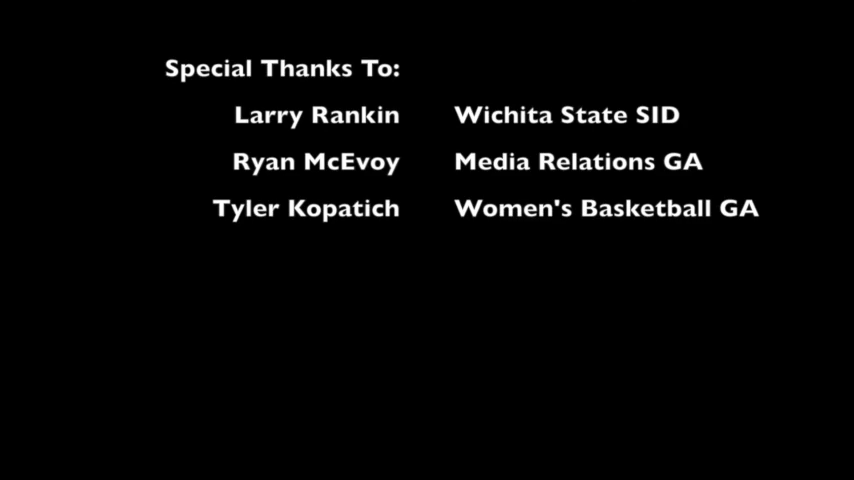 Special Thanks To:
Larry Rankin Wichita State SID
Ryan McEvoy Media Relations GA
Tyler Kopatich Women's Basketball GA